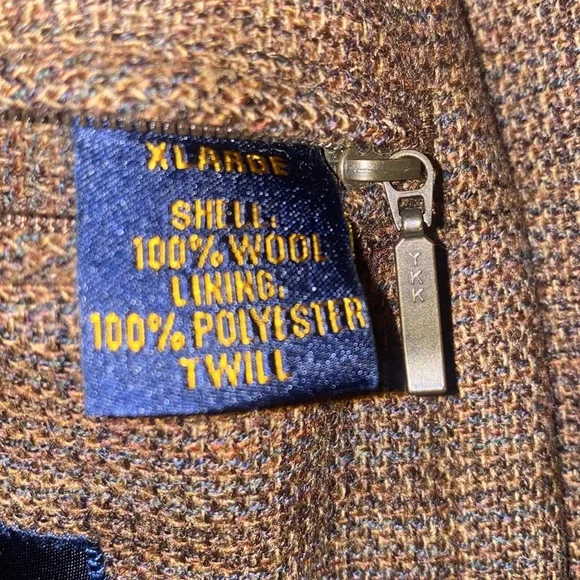 XLARGE
SHELL:
100% WOOL
LINING:
100% POLYESTER
TWILL
YKK